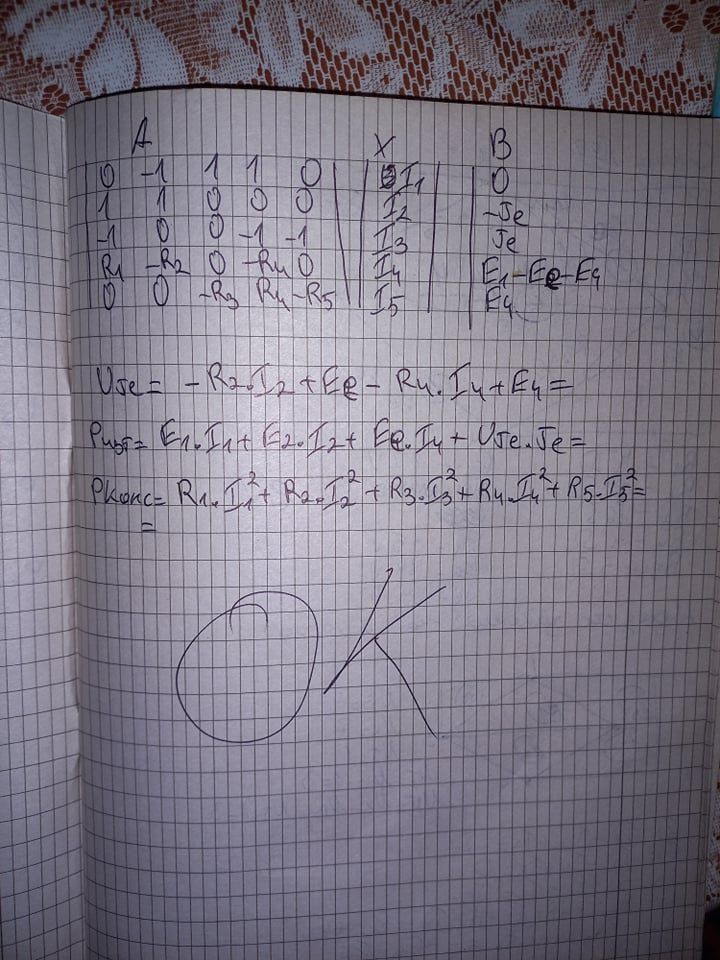 A X B
0 -1 1 1 0 I1 0
1 1 0 0 0 I2 -Je
-1 0 0 -1 -1 I3 Je
R1 -R2 0 -R4 0 I4 E1-Ee-E4
0 0 -R3 R4 -R5 I5 E4
UJe = -R2.I2 + Ee - R4.I4 + E4 =
Pизт = E1.I1 + E2.I2 + Ee.I4 + UJe.Je =
PКонс = R1.I1² + R2.I2² + R3.I3² + R4.I4² + R5.I5² =
=
OK